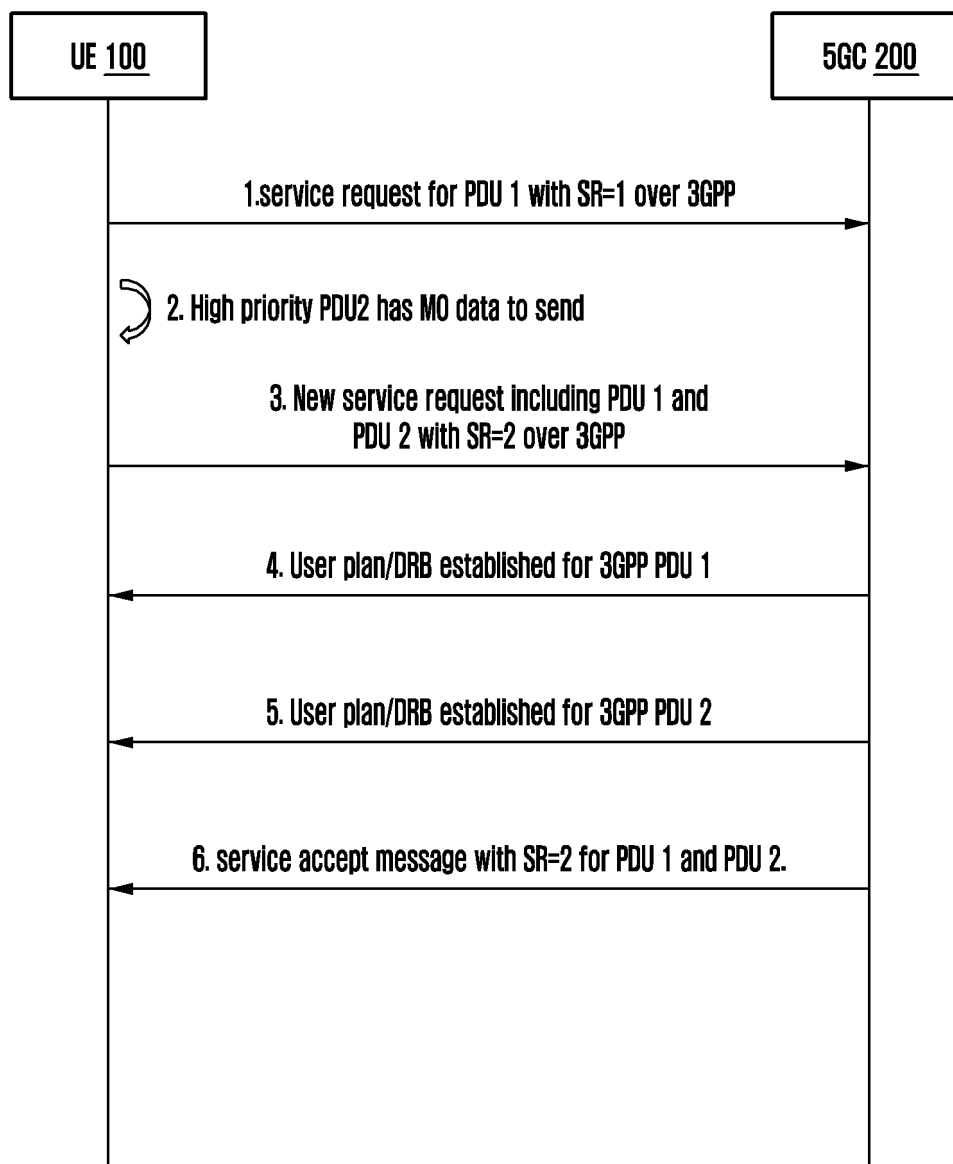 UE 100
5GC 200
1.service request for PDU 1 with SR=1 over 3GPP
2. High priority PDU2 has MO data to send
3. New service request including PDU 1 and
PDU 2 with SR=2 over 3GPP
4. User plan/DRB established for 3GPP PDU 1
5. User plan/DRB established for 3GPP PDU 2
6. service accept message with SR=2 for PDU 1 and PDU 2.